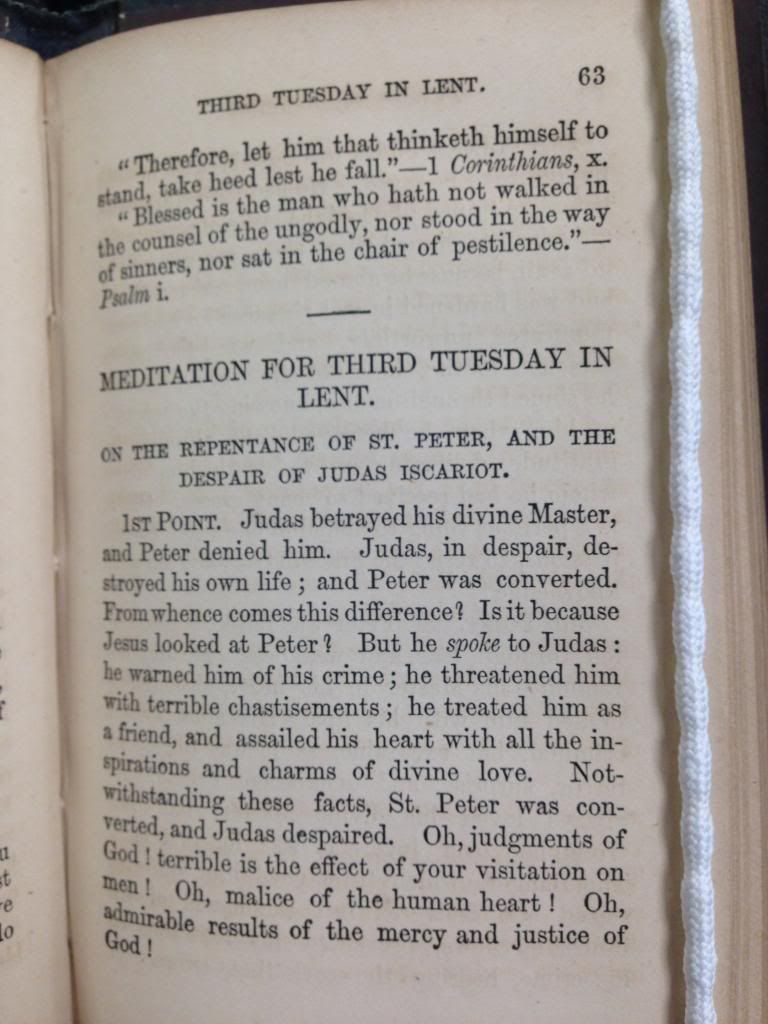 THIRD TUESDAY IN LENT. 63
“Therefore, let him that thinketh himself to
stand, take heed lest he fall.”—1 Corinthians, x.
“Blessed is the man who hath not walked in
the counsel of the ungodly, nor stood in the way
of sinners, nor sat in the chair of pestilence.”—
Psalm i.
MEDITATION FOR THIRD TUESDAY IN
LENT.
ON THE REPENTANCE OF ST. PETER, AND THE
DESPAIR OF JUDAS ISCARIOT.
1ST POINT. Judas betrayed his divine Master,
and Peter denied him. Judas, in despair, de-
stroyed his own life; and Peter was converted.
From whence comes this difference? Is it because
Jesus looked at Peter? But he spoke to Judas:
he warned him of his crime; he threatened him
with terrible chastisements; he treated him as
a friend, and assailed his heart with all the in-
spirations and charms of divine love. Not-
withstanding these facts, St. Peter was con-
verted, and Judas despaired. Oh, judgments of
God! terrible is the effect of your visitation on
men! Oh, malice of the human heart! Oh,
admirable results of the mercy and justice of
God!